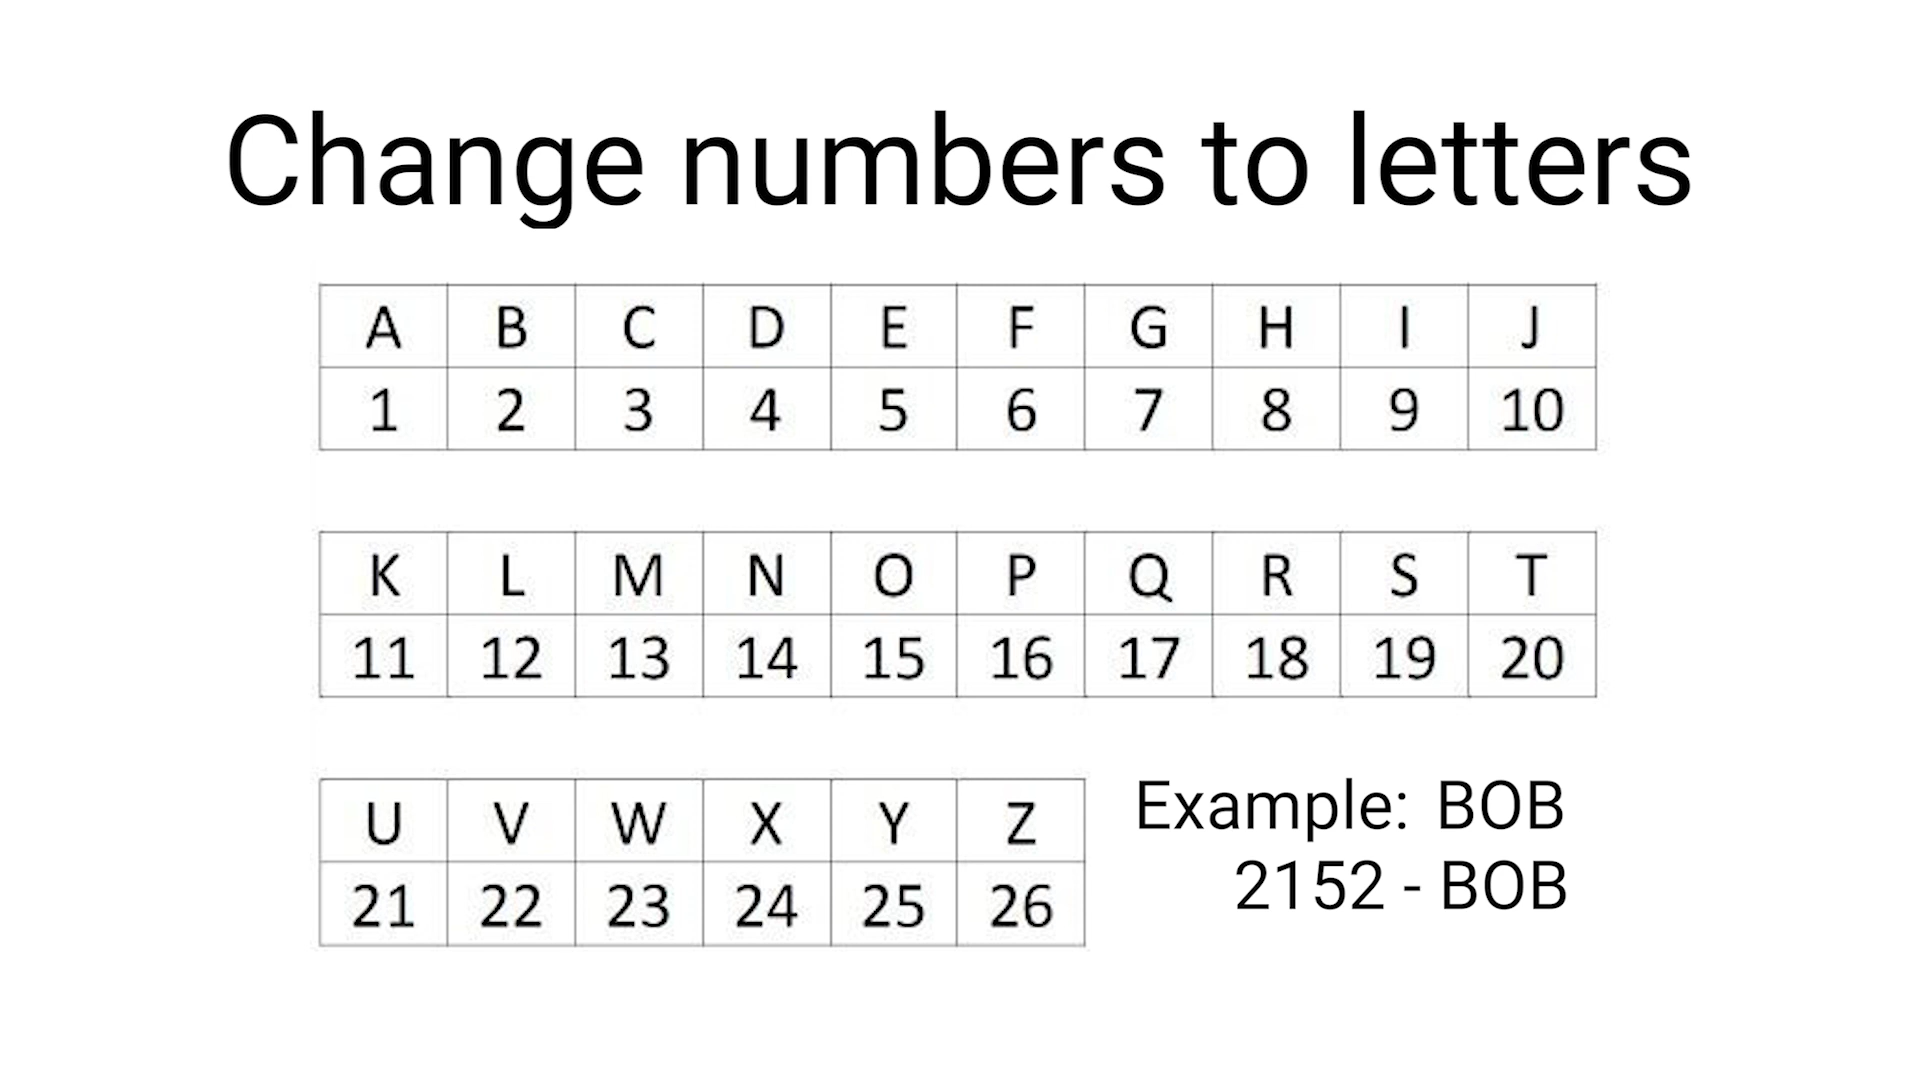 Change numbers to letters
A B C D E F G H I J
1 2 3 4 5 6 7 8 9 10
K L M N O P Q R S T
11 12 13 14 15 16 17 18 19 20
U V W X Y Z
21 22 23 24 25 26
Example: BOB
2152 - BOB